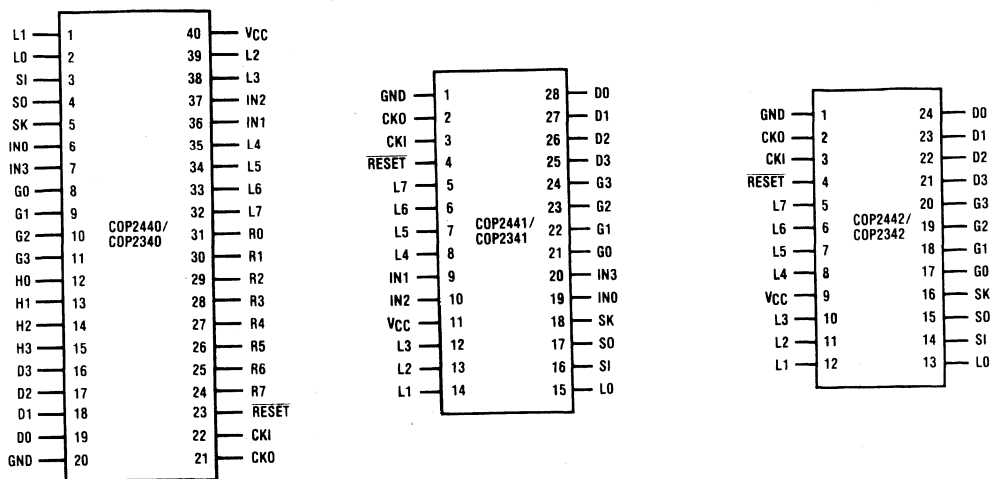 L1 1 40 VCC
L0 2 39 L2
SI 3 38 L3
SO 4 37 IN2
SK 5 36 IN1
IN0 6 35 L4
IN3 7 34 L5
G0 8 33 L6
G1 9 32 L7
G2 10 31 R0
G3 11 30 R1
H0 12 29 R2
H1 13 28 R3
H2 14 27 R4
H3 15 26 R5
D3 16 25 R6
D2 17 24 R7
D1 18 23 RESET
D0 19 22 CKI
GND 20 21 CKO
COP2440/
COP2340
GND 1 28 D0
CKO 2 27 D1
CKI 3 26 D2
RESET 4 25 D3
L7 5 24 G3
L6 6 23 G2
L5 7 22 G1
L4 8 21 G0
IN1 9 20 IN3
IN2 10 19 IN0
VCC 11 18 SK
L3 12 17 SO
L2 13 16 SI
L1 14 15 L0
COP2441/
COP2341
GND 1 24 D0
CKO 2 23 D1
CKI 3 22 D2
RESET 4 21 D3
L7 5 20 G3
L6 6 19 G2
L5 7 18 G1
L4 8 17 G0
VCC 9 16 SK
L3 10 15 SO
L2 11 14 SI
L1 12 13 L0
COP2442/
COP2342